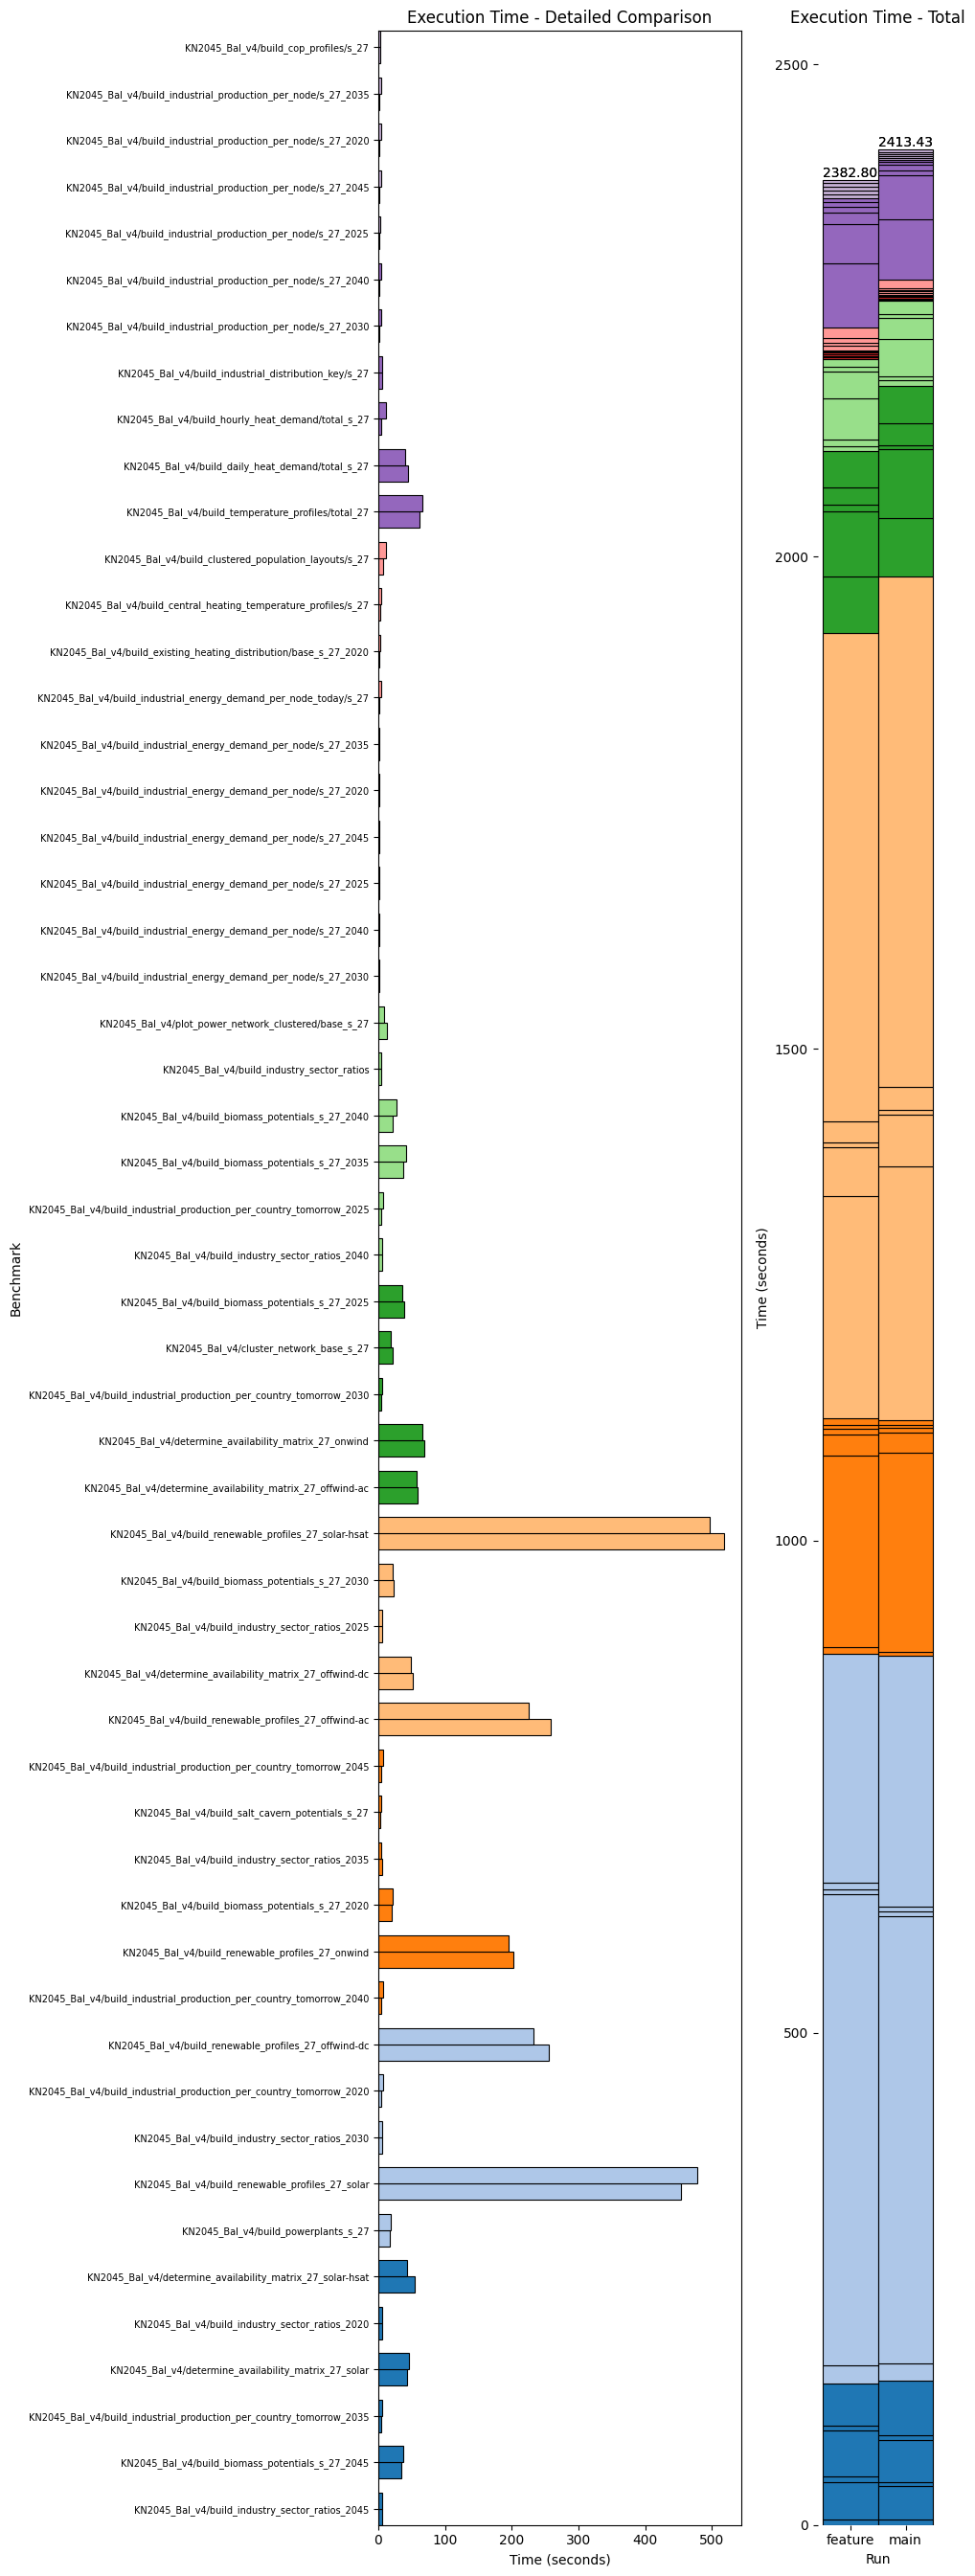 Execution Time - Detailed Comparison
Execution Time - Total
KN2045_Bal_v4/build_cop_profiles/s_27
KN2045_Bal_v4/build_industrial_production_per_node/s_27_2035
KN2045_Bal_v4/build_industrial_production_per_node/s_27_2020
KN2045_Bal_v4/build_industrial_production_per_node/s_27_2045
KN2045_Bal_v4/build_industrial_production_per_node/s_27_2025
KN2045_Bal_v4/build_industrial_production_per_node/s_27_2040
KN2045_Bal_v4/build_industrial_production_per_node/s_27_2030
KN2045_Bal_v4/build_industrial_distribution_key/s_27
KN2045_Bal_v4/build_hourly_heat_demand/total_s_27
KN2045_Bal_v4/build_daily_heat_demand/total_s_27
KN2045_Bal_v4/build_temperature_profiles/total_27
KN2045_Bal_v4/build_clustered_population_layouts/s_27
KN2045_Bal_v4/build_central_heating_temperature_profiles/s_27
KN2045_Bal_v4/build_existing_heating_distribution/base_s_27_2020
KN2045_Bal_v4/build_industrial_energy_demand_per_node_today/s_27
KN2045_Bal_v4/build_industrial_energy_demand_per_node/s_27_2035
KN2045_Bal_v4/build_industrial_energy_demand_per_node/s_27_2020
KN2045_Bal_v4/build_industrial_energy_demand_per_node/s_27_2045
KN2045_Bal_v4/build_industrial_energy_demand_per_node/s_27_2025
KN2045_Bal_v4/build_industrial_energy_demand_per_node/s_27_2040
KN2045_Bal_v4/build_industrial_energy_demand_per_node/s_27_2030
KN2045_Bal_v4/plot_power_network_clustered/base_s_27
KN2045_Bal_v4/build_industry_sector_ratios
KN2045_Bal_v4/build_biomass_potentials_s_27_2040
KN2045_Bal_v4/build_biomass_potentials_s_27_2035
KN2045_Bal_v4/build_industrial_production_per_country_tomorrow_2025
KN2045_Bal_v4/build_industry_sector_ratios_2040
KN2045_Bal_v4/build_biomass_potentials_s_27_2025
KN2045_Bal_v4/cluster_network_base_s_27
KN2045_Bal_v4/build_industrial_production_per_country_tomorrow_2030
KN2045_Bal_v4/determine_availability_matrix_27_onwind
KN2045_Bal_v4/determine_availability_matrix_27_offwind-ac
KN2045_Bal_v4/build_renewable_profiles_27_solar-hsat
KN2045_Bal_v4/build_biomass_potentials_s_27_2030
KN2045_Bal_v4/build_industry_sector_ratios_2025
KN2045_Bal_v4/determine_availability_matrix_27_offwind-dc
KN2045_Bal_v4/build_renewable_profiles_27_offwind-ac
KN2045_Bal_v4/build_industrial_production_per_country_tomorrow_2045
KN2045_Bal_v4/build_salt_cavern_potentials_s_27
KN2045_Bal_v4/build_industry_sector_ratios_2035
KN2045_Bal_v4/build_biomass_potentials_s_27_2020
KN2045_Bal_v4/build_renewable_profiles_27_onwind
KN2045_Bal_v4/build_industrial_production_per_country_tomorrow_2040
KN2045_Bal_v4/build_renewable_profiles_27_offwind-dc
KN2045_Bal_v4/build_industrial_production_per_country_tomorrow_2020
KN2045_Bal_v4/build_industry_sector_ratios_2030
KN2045_Bal_v4/build_renewable_profiles_27_solar
KN2045_Bal_v4/build_powerplants_s_27
KN2045_Bal_v4/determine_availability_matrix_27_solar-hsat
KN2045_Bal_v4/build_industry_sector_ratios_2020
KN2045_Bal_v4/determine_availability_matrix_27_solar
KN2045_Bal_v4/build_industrial_production_per_country_tomorrow_2035
KN2045_Bal_v4/build_biomass_potentials_s_27_2045
KN2045_Bal_v4/build_industry_sector_ratios_2045
Benchmark
0 100 200 300 400 500
Time (seconds)
Time (seconds)
2500
2000
1500
1000
500
0
2382.80
2413.43
feature main
Run